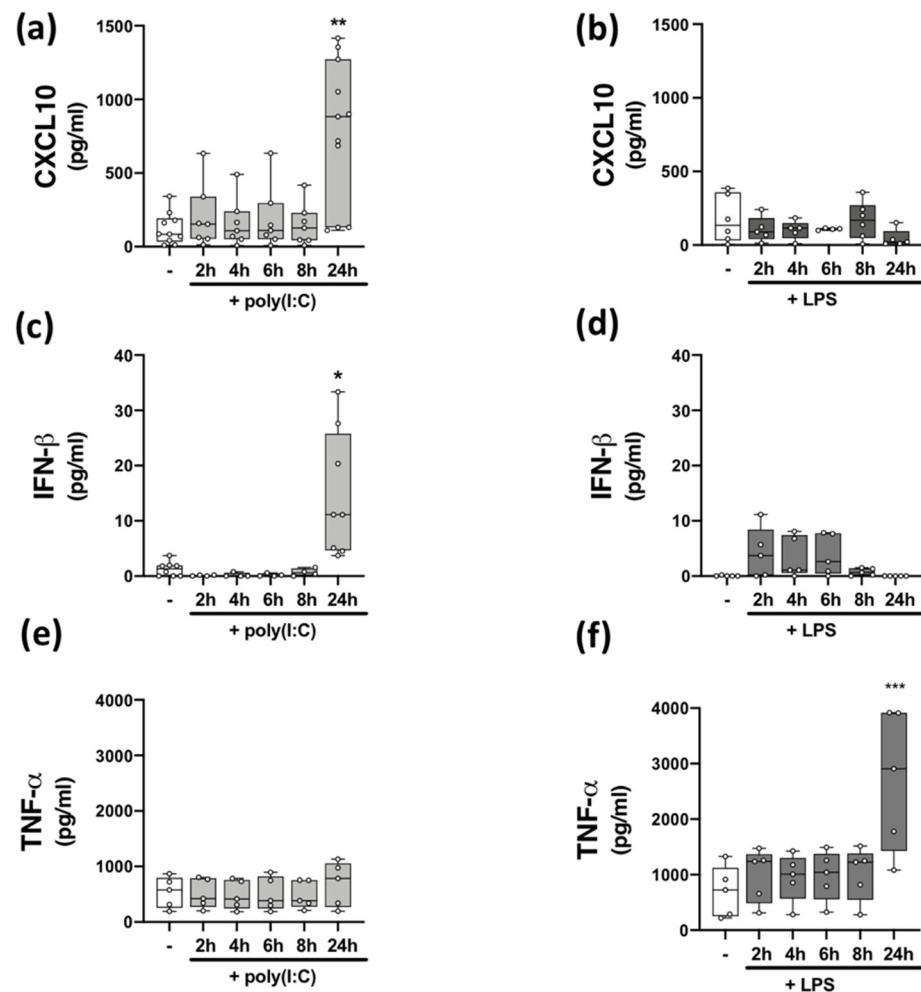 (a)
CXCL10
(pg/ml)
1500
1000
500
0
**
- 2h 4h 6h 8h 24h
+ poly(I:C)
(b)
CXCL10
(pg/ml)
1500
1000
500
0
- 2h 4h 6h 8h 24h
+ LPS
(c)
IFN-β
(pg/ml)
40
30
20
10
0
*
- 2h 4h 6h 8h 24h
+ poly(I:C)
(d)
IFN-β
(pg/ml)
40
30
20
10
0
- 2h 4h 6h 8h 24h
+ LPS
(e)
TNF-α
(pg/ml)
4000
3000
2000
1000
0
- 2h 4h 6h 8h 24h
+ poly(I:C)
(f)
TNF-α
(pg/ml)
4000
3000
2000
1000
0
***
- 2h 4h 6h 8h 24h
+ LPS